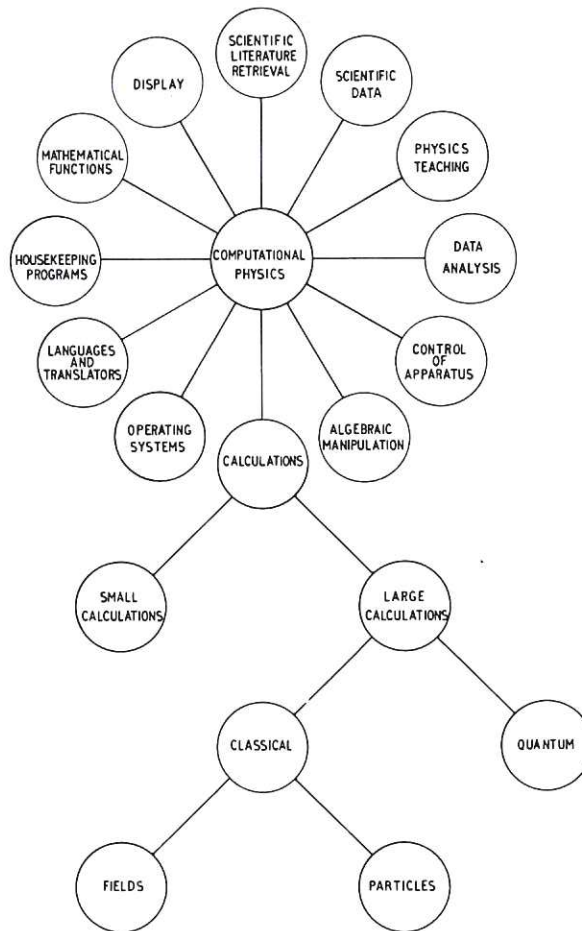 SCIENTIFIC
LITERATURE
RETRIEVAL
DISPLAY
SCIENTIFIC
DATA
MATHEMATICAL
FUNCTIONS
PHYSICS
TEACHING
HOUSEKEEPING
PROGRAMS
COMPUTATIONAL
PHYSICS
DATA
ANALYSIS
LANGUAGES
AND
TRANSLATORS
CONTROL
OF
APPARATUS
OPERATING
SYSTEMS
CALCULATIONS
ALGEBRAIC
MANIPULATION
SMALL
CALCULATIONS
LARGE
CALCULATIONS
CLASSICAL
QUANTUM
FIELDS
PARTICLES